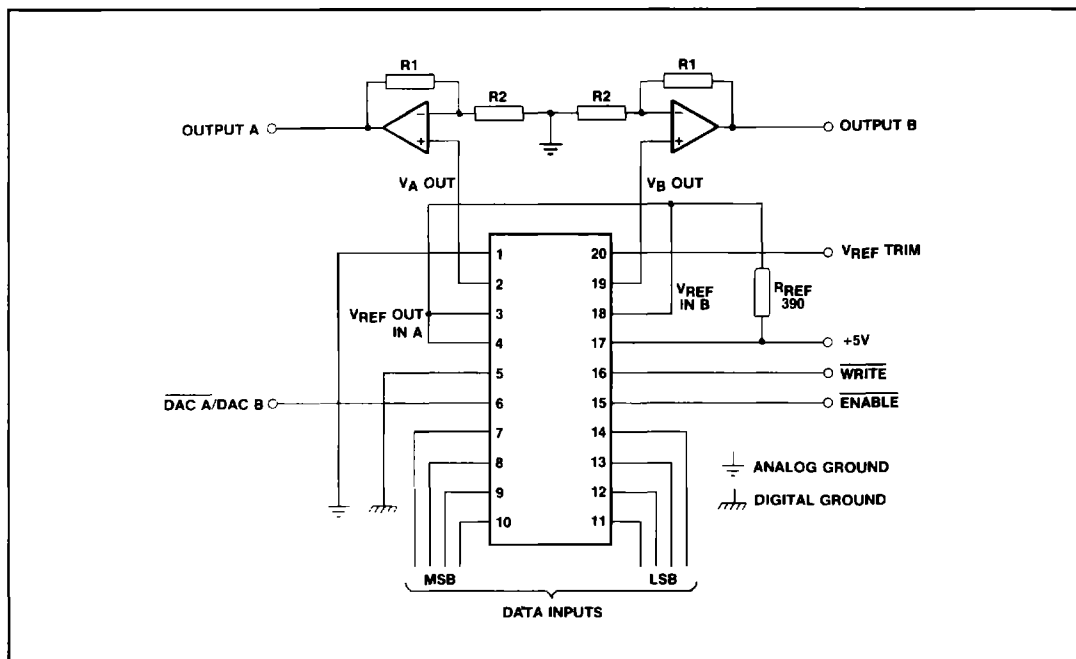 R1
R1
R2
R2
OUTPUT A
-
+
-
+
OUTPUT B
VA OUT
VB OUT
1
20
VREF TRIM
2
19
VREF OUT
IN A
3
18
VREF
IN B
RREF
390
4
17
+5V
5
16
WRITE
DAC A/DAC B
6
15
ENABLE
7
14
8
13
ANALOG GROUND
9
12
DIGITAL GROUND
10
11
MSB
LSB
DATA INPUTS